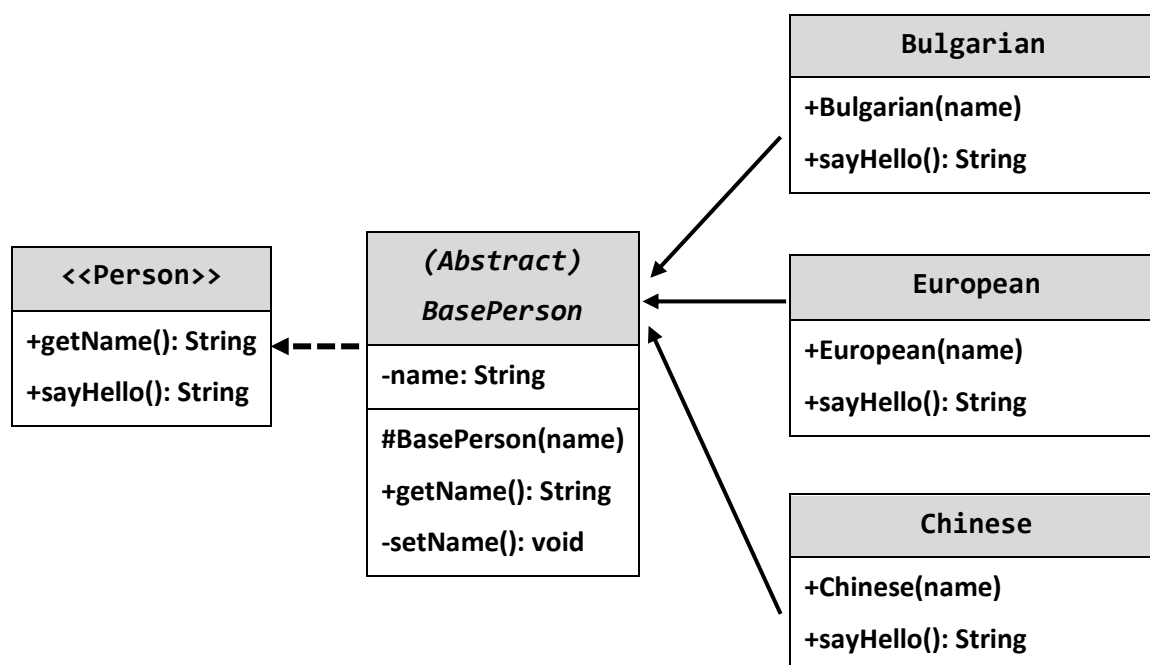 <<Person>>
+getName(): String
+sayHello(): String
(Abstract)
BasePerson
-name: String
#BasePerson(name)
+getName(): String
-setName(): void
Bulgarian
+Bulgarian(name)
+sayHello(): String
European
+European(name)
+sayHello(): String
Chinese
+Chinese(name)
+sayHello(): String